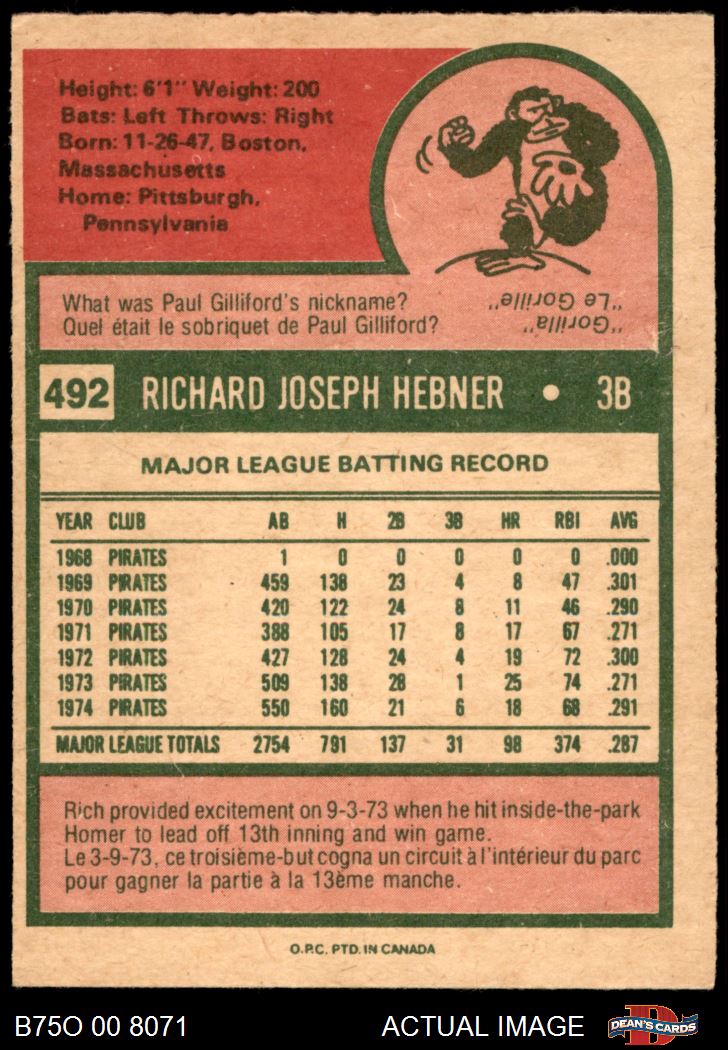 Height: 6'1" Weight: 200
Bats: Left Throws: Right
Born: 11-26-47, Boston,
Massachusetts
Home: Pittsburgh,
Pennsylvania
What was Paul Gilliford's nickname?
Quel était le sobriquet de Paul Gilliford?
"Gorilla"
"Le Gorille"
492 RICHARD JOSEPH HEBNER • 3B
MAJOR LEAGUE BATTING RECORD
YEAR CLUB AB H 2B 3B HR RBI AVG
1968 PIRATES 1 0 0 0 0 0 .000
1969 PIRATES 459 138 23 4 8 47 .301
1970 PIRATES 420 122 24 8 11 46 .290
1971 PIRATES 388 105 17 8 17 67 .271
1972 PIRATES 427 128 24 4 19 72 .300
1973 PIRATES 509 138 28 1 25 74 .271
1974 PIRATES 550 160 21 6 18 68 .291
MAJOR LEAGUE TOTALS 2754 791 137 31 98 374 .287
Rich provided excitement on 9-3-73 when he hit inside-the-park
Homer to lead off 13th inning and win game.
Le 3-9-73, ce troisième-but cogna un circuit à l'intérieur du parc
pour gagner la partie à la 13ème manche.
O.P.C. PTD. IN CANADA
B75O 00 8071 ACTUAL IMAGE D DEAN'S CARDS